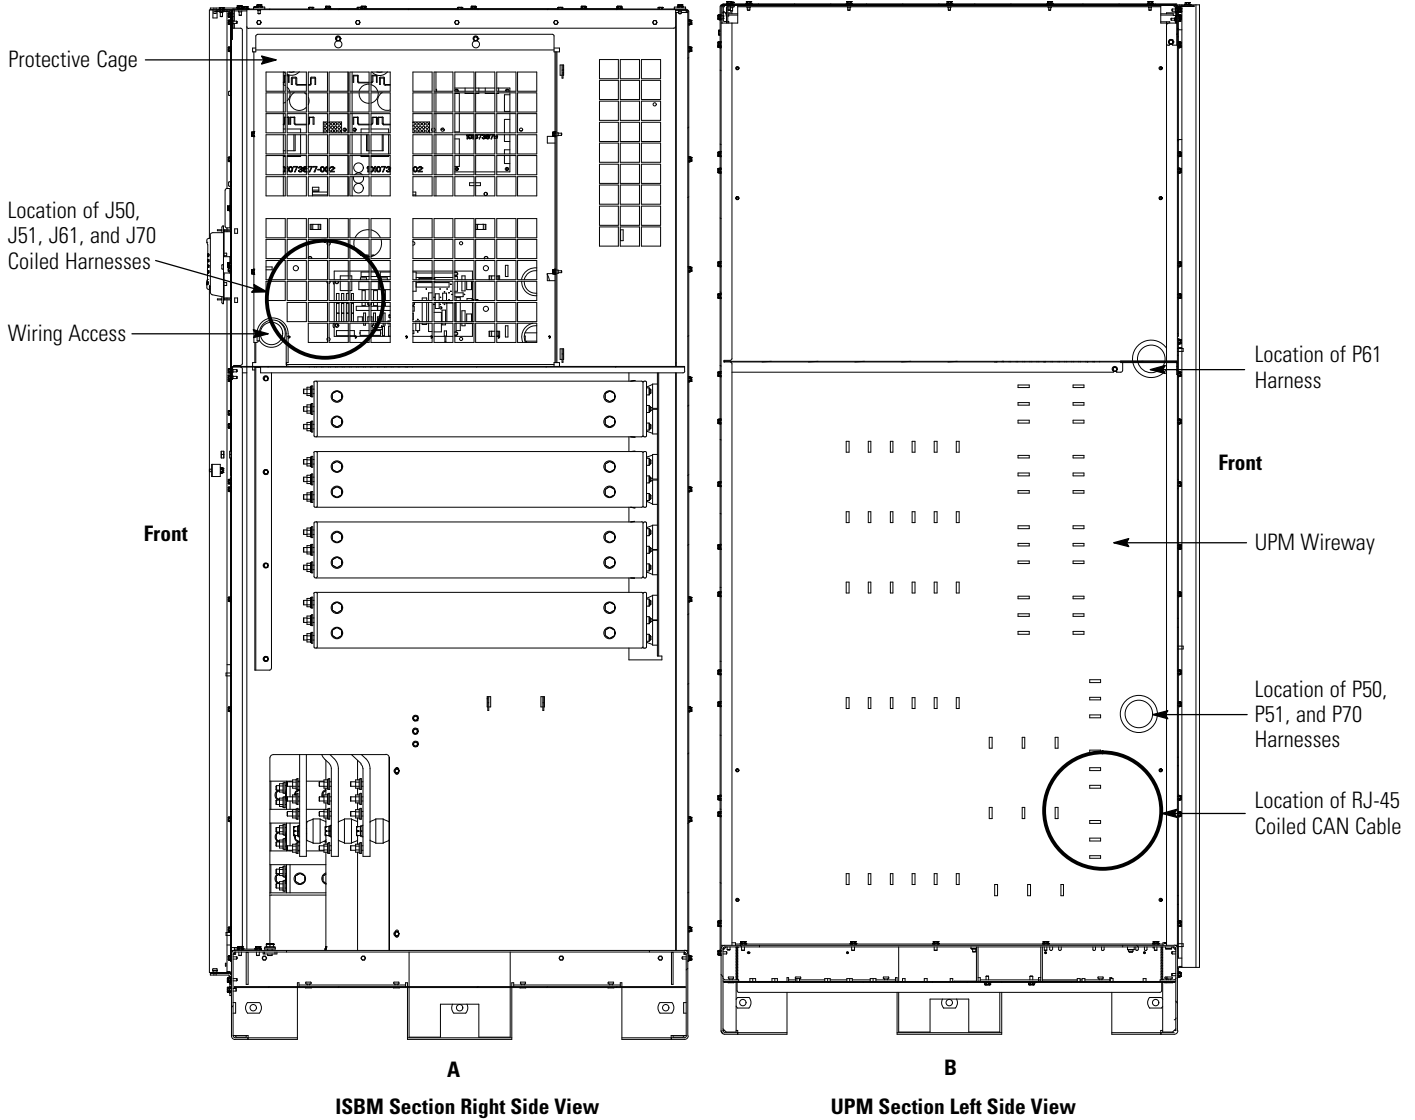 Protective Cage
Location of J50,
J51, J61, and J70
Coiled Harnesses
Wiring Access
Front
Location of P61
Harness
Front
UPM Wireway
Location of P50,
P51, and P70
Harnesses
Location of RJ-45
Coiled CAN Cable
A
ISBM Section Right Side View
B
UPM Section Left Side View